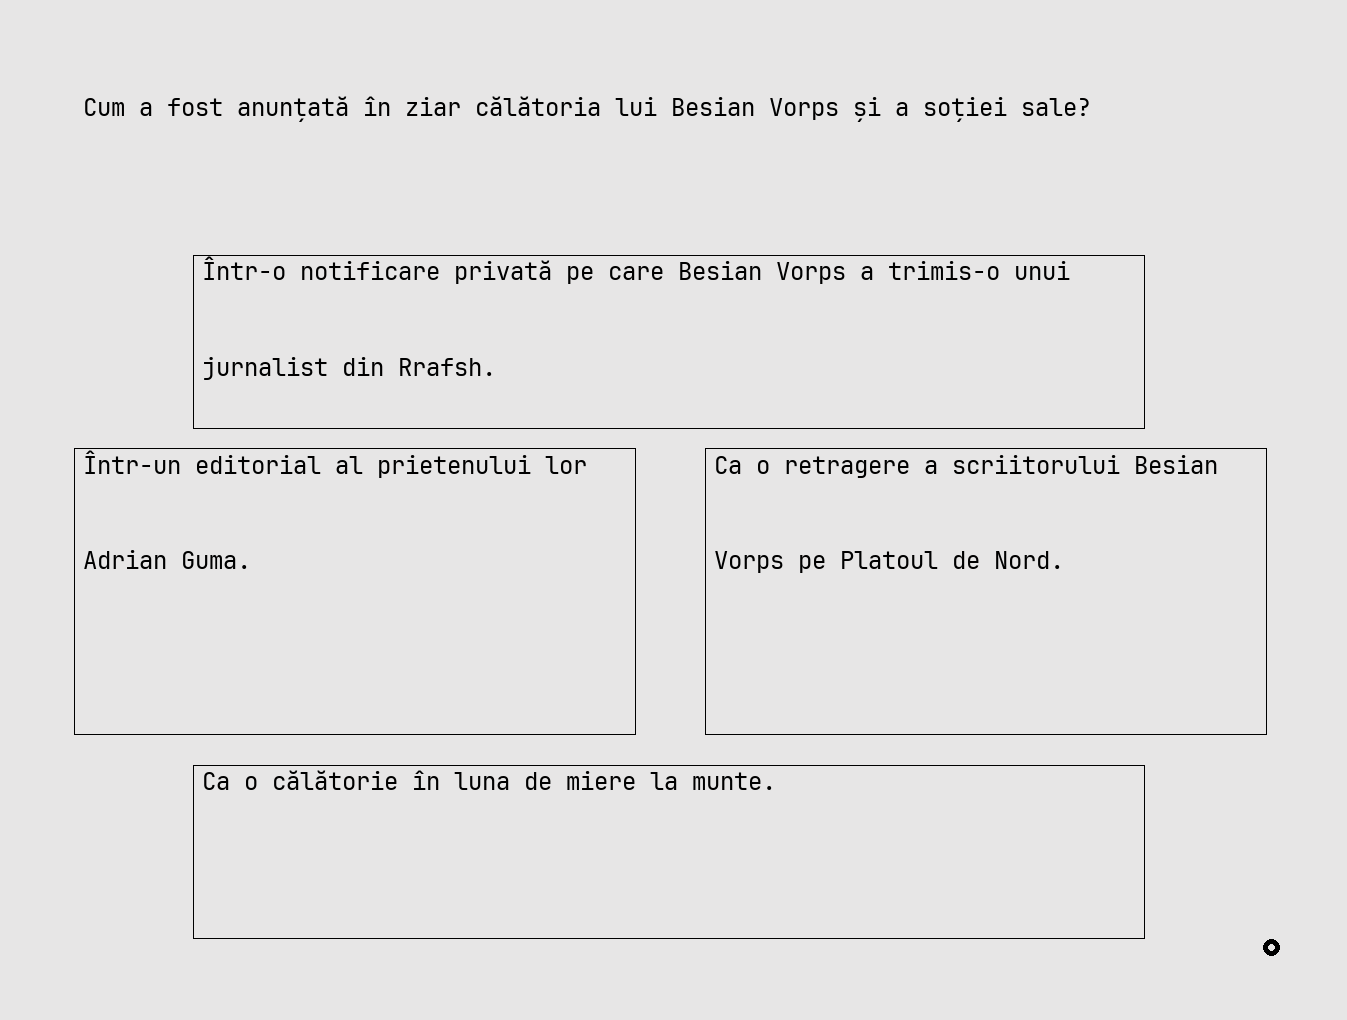 Cum a fost anunțată în ziar călătoria lui Besian Vorps și a soției sale?
Într-o notificare privată pe care Besian Vorps a trimis-o unui
jurnalist din Rrafsh.
Într-un editorial al prietenului lor
Adrian Guma.
Ca o retragere a scriitorului Besian
Vorps pe Platoul de Nord.
Ca o călătorie în luna de miere la munte.